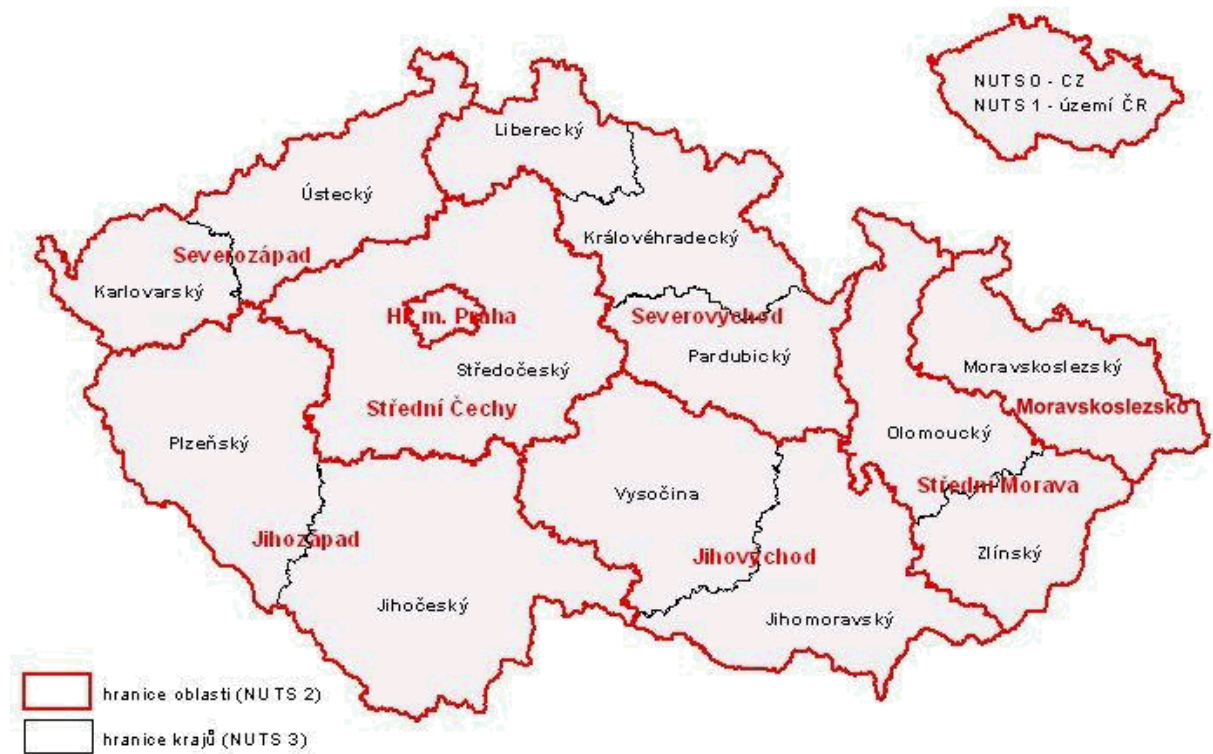 NUTS 0 - CZ
NUTS 1 - území ČR
Liberecký
Ústecký
Královéhradecký
Severozápad
Karlovarský
Hl. m. Praha
Severovýchod
Pardubický
Středočeský
Moravskoslezský
Střední Čechy
Moravskoslezsko
Plzeňský
Olomoucký
Vysočina
Střední Morava
Jihozápad
Jihovýchod
Zlínský
Jihočeský
Jihomoravský
hranice oblastí (NUTS 2)
hranice krajů (NUTS 3)